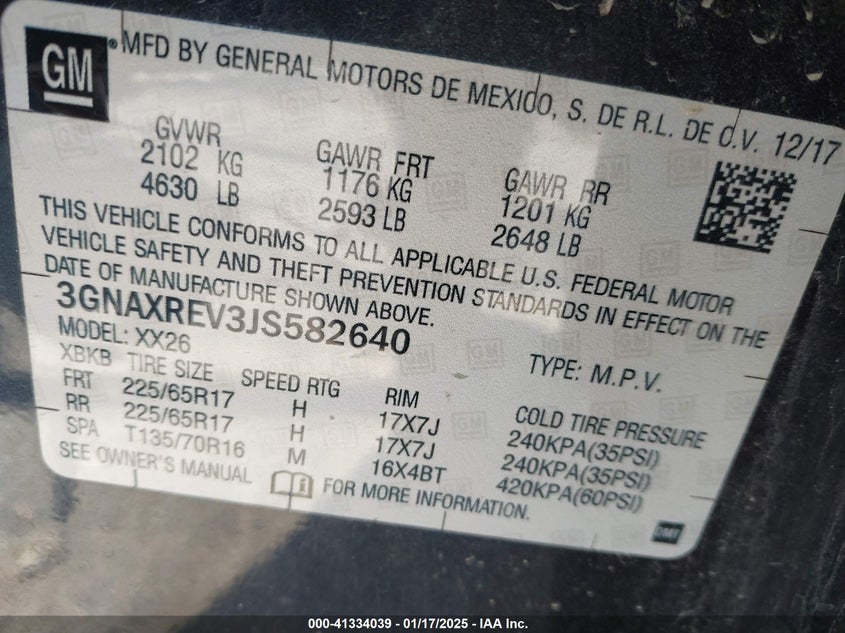 GM
® MFD BY GENERAL MOTORS DE MEXICO, S. DE R.L. DE C.V. 12/17
GVWR GAWR FRT GAWR RR
2102 KG 1176 KG 1201 KG
4630 LB 2593 LB 2648 LB
THIS VEHICLE CONFORMS TO ALL APPLICABLE U.S. FEDERAL MOTOR
VEHICLE SAFETY AND THEFT PREVENTION STANDARDS IN EFFECT ON THE
DATE OF MANUFACTURE SHOWN ABOVE.
3GNAXREV3JS582640
MODEL: XX26 TYPE: M.P.V.
XBKB TIRE SIZE SPEED RTG RIM COLD TIRE PRESSURE
FRT 225/65R17 H 17X7J 240KPA(35PSI)
RR 225/65R17 H 17X7J 240KPA(35PSI)
SPA T135/70R16 M 16X4BT 420KPA(60PSI)
SEE OWNER'S MANUAL i FOR MORE INFORMATION.
DMT
000-41334039 — 01/17/2025 — IAA Inc.